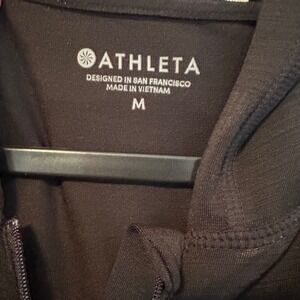 ATHLETA
DESIGNED IN SAN FRANCISCO
MADE IN VIETNAM
M